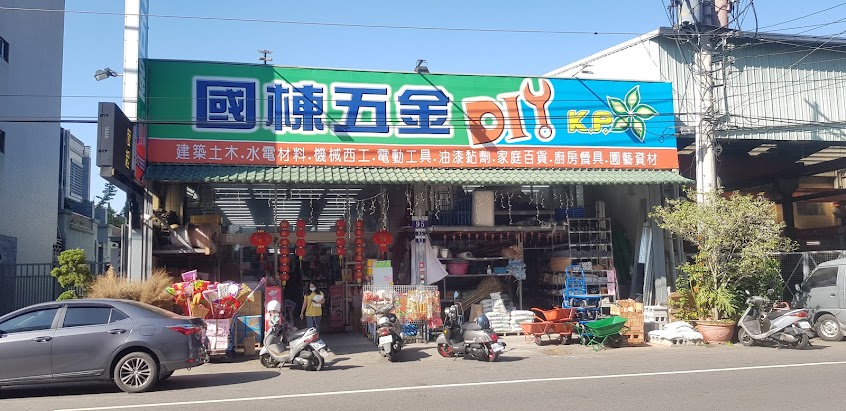 國棟五金 DIY K.P.
建築土木.水電材料.機械西工.電動工具.油漆黏劑.家庭百貨.廚房餐具.園藝資材
95